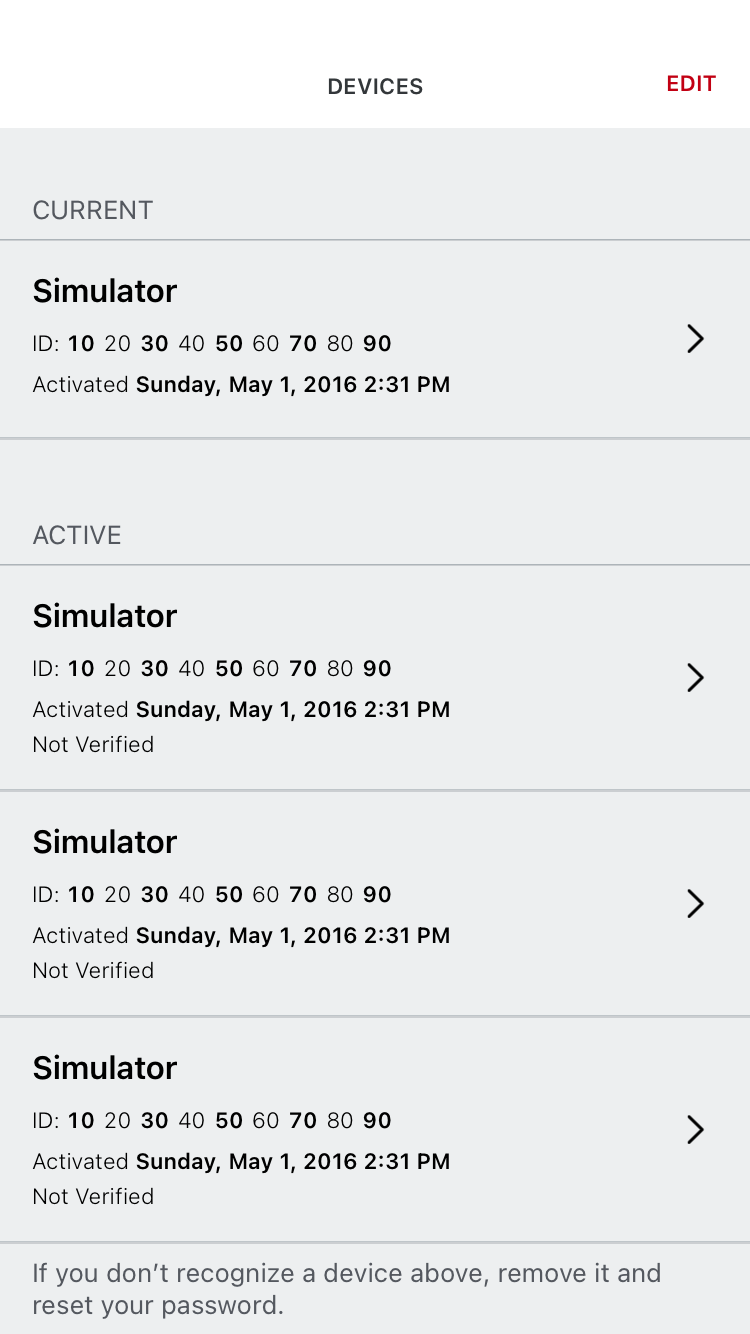 DEVICES
EDIT
CURRENT
Simulator
ID: 10 20 30 40 50 60 70 80 90
Activated Sunday, May 1, 2016 2:31 PM
ACTIVE
Simulator
ID: 10 20 30 40 50 60 70 80 90
Activated Sunday, May 1, 2016 2:31 PM
Not Verified
Simulator
ID: 10 20 30 40 50 60 70 80 90
Activated Sunday, May 1, 2016 2:31 PM
Not Verified
Simulator
ID: 10 20 30 40 50 60 70 80 90
Activated Sunday, May 1, 2016 2:31 PM
Not Verified
If you don’t recognize a device above, remove it and
reset your password.